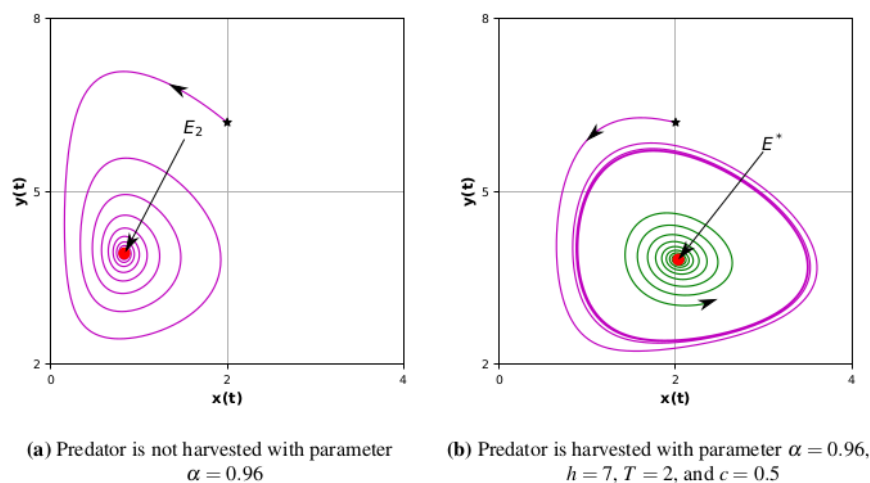 8
5
2
y(t)
E₂
0
2
4
x(t)
(a) Predator is not harvested with parameter
α = 0.96
8
5
2
y(t)
E*
0
2
4
x(t)
(b) Predator is harvested with parameter α = 0.96,
h = 7, T = 2, and c = 0.5